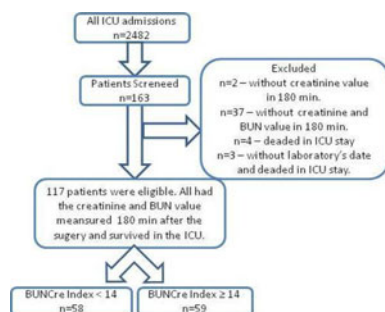 All ICU admissions
n=2482
Patients Screneed
n=163
Excluded
n=2 – without creatinine value
in 180 min.
n=37 – without creatinine and
BUN value in 180 min.
n=4 – deaded in ICU stay
n=3 – without laboratory's date
and deaded in ICU stay.
117 patients were eligible. All had
the creatinine and BUN value
meansured 180 min after the
sugery and survived in the ICU.
BUNCre Index < 14
n=58
BUNCre Index ≥ 14
n=59